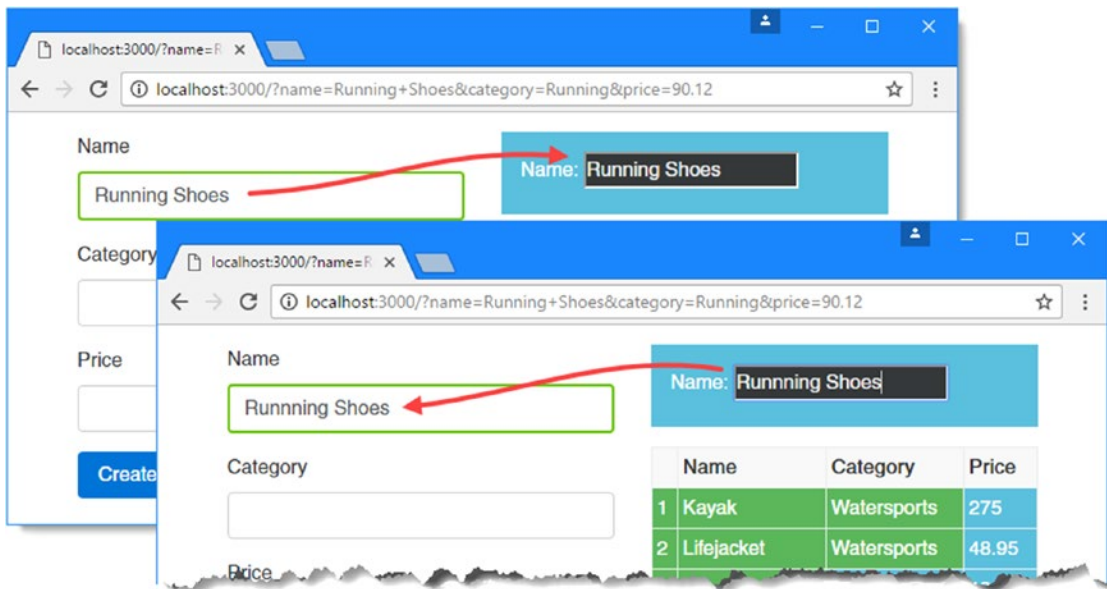 localhost:3000/?name=R
localhost:3000/?name=Running+Shoes&category=Running&price=90.12
Name
Running Shoes
Name: Running Shoes
Category
Price
Create
localhost:3000/?name=R
localhost:3000/?name=Running+Shoes&category=Running&price=90.12
Name
Runnning Shoes
Name: Runnning Shoes
Category
Price
Name Category Price
1 Kayak Watersports 275
2 Lifejacket Watersports 48.95